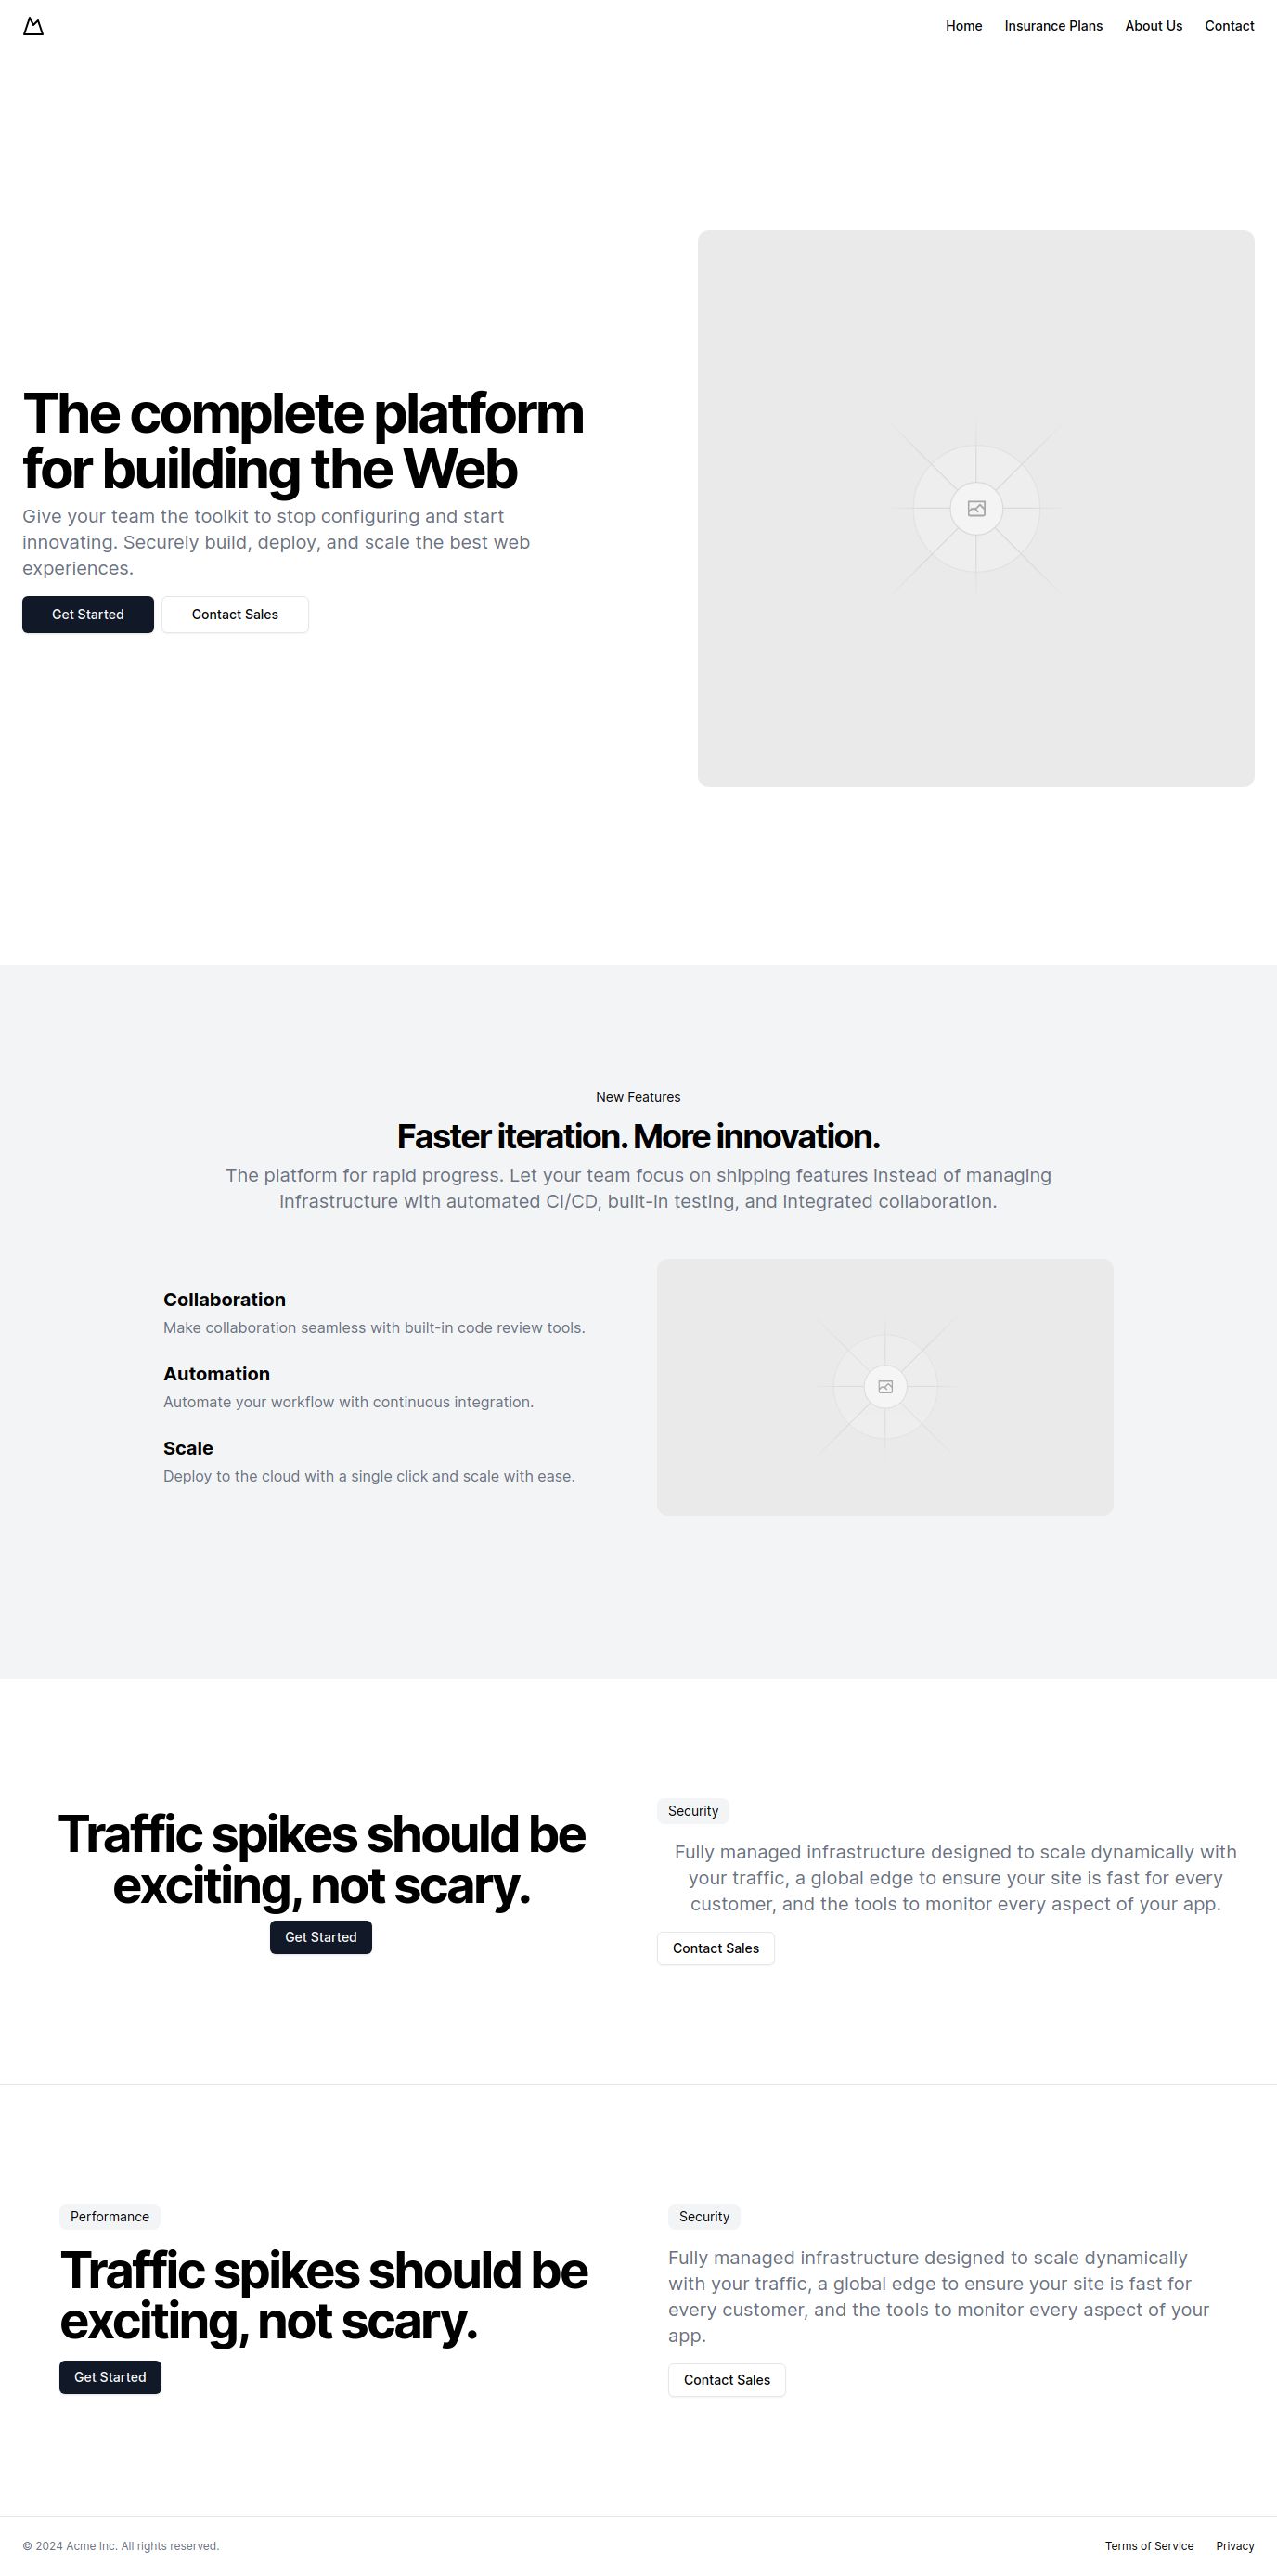 Home Insurance Plans About Us Contact
The complete platform
for building the Web
Give your team the toolkit to stop configuring and start
innovating. Securely build, deploy, and scale the best web
experiences.
Get Started Contact Sales
New Features
Faster iteration. More innovation.
The platform for rapid progress. Let your team focus on shipping features instead of managing
infrastructure with automated CI/CD, built-in testing, and integrated collaboration.
Collaboration
Make collaboration seamless with built-in code review tools.
Automation
Automate your workflow with continuous integration.
Scale
Deploy to the cloud with a single click and scale with ease.
Traffic spikes should be
exciting, not scary.
Get Started
Security
Fully managed infrastructure designed to scale dynamically with
your traffic, a global edge to ensure your site is fast for every
customer, and the tools to monitor every aspect of your app.
Contact Sales
Performance
Traffic spikes should be
exciting, not scary.
Get Started
Security
Fully managed infrastructure designed to scale dynamically
with your traffic, a global edge to ensure your site is fast for
every customer, and the tools to monitor every aspect of your
app.
Contact Sales
© 2024 Acme Inc. All rights reserved. Terms of Service Privacy